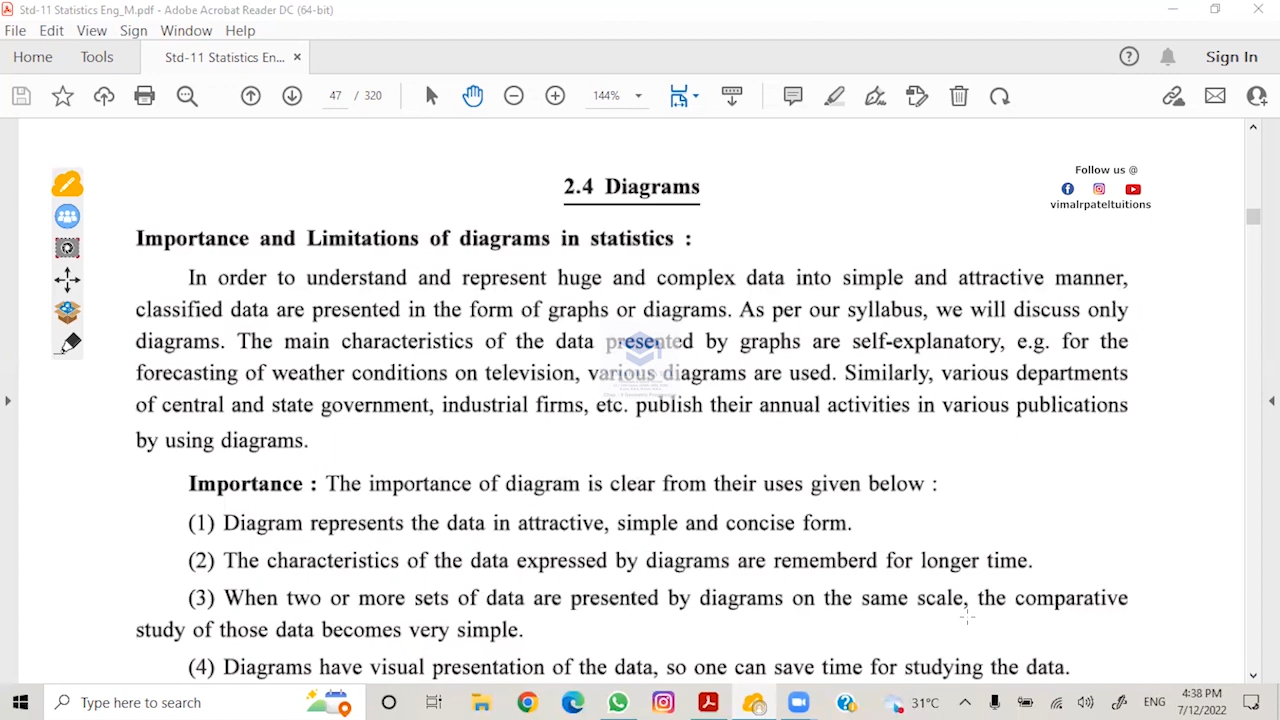 Std-11 Statistics Eng_M.pdf - Adobe Acrobat Reader DC (64-bit)
File Edit View Sign Window Help
Home Tools Std-11 Statistics En... × Sign In
47 / 320 144%
Follow us @
vimalrpateltuitions
2.4 Diagrams
Importance and Limitations of diagrams in statistics :
In order to understand and represent huge and complex data into simple and attractive manner,
classified data are presented in the form of graphs or diagrams. As per our syllabus, we will discuss only
diagrams. The main characteristics of the data presented by graphs are self-explanatory, e.g. for the
forecasting of weather conditions on television, various diagrams are used. Similarly, various departments
of central and state government, industrial firms, etc. publish their annual activities in various publications
by using diagrams.
Importance : The importance of diagram is clear from their uses given below :
(1) Diagram represents the data in attractive, simple and concise form.
(2) The characteristics of the data expressed by diagrams are rememberd for longer time.
(3) When two or more sets of data are presented by diagrams on the same scale, the comparative
study of those data becomes very simple.
(4) Diagrams have visual presentation of the data, so one can save time for studying the data.
Type here to search 31°C ENG 4:38 PM
7/12/2022